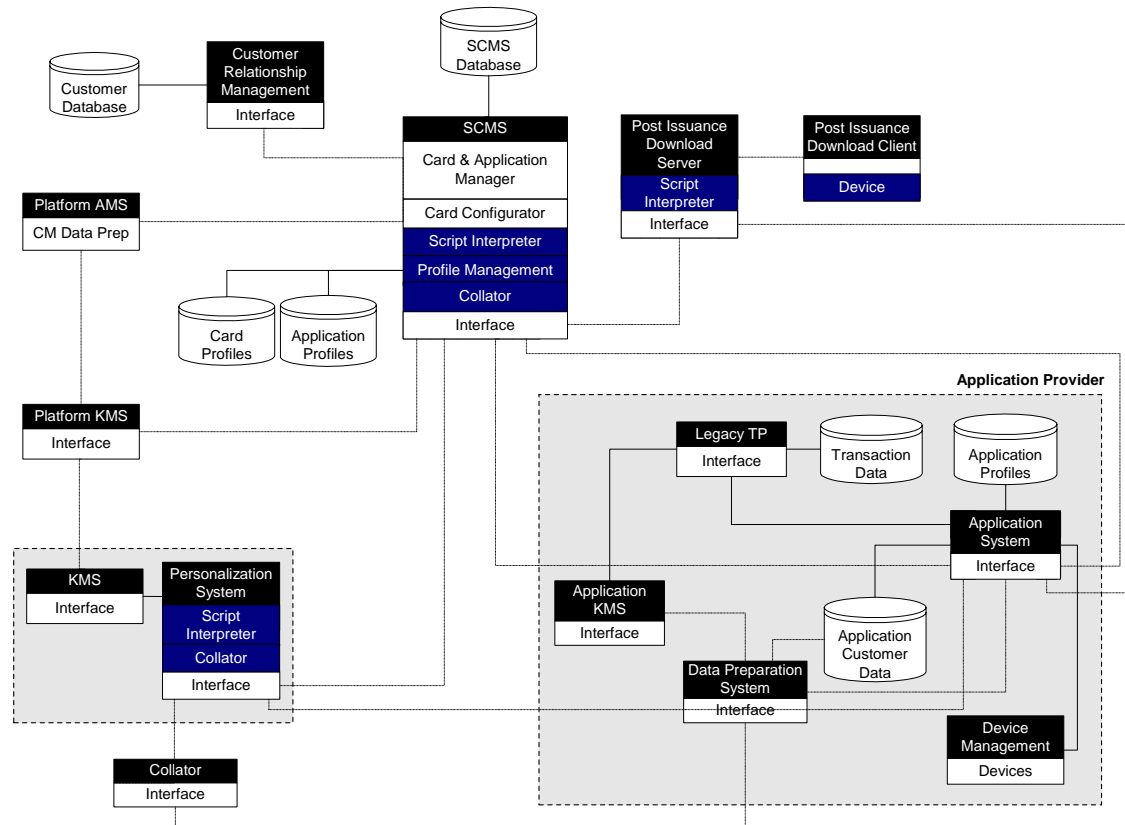 SCMS
Database
Customer
Relationship
Management
Interface
Customer
Database
SCMS
Card & Application
Manager
Card Configurator
Script Interpreter
Profile Management
Collator
Interface
Post Issuance
Download
Server
Script
Interpreter
Interface
Post Issuance
Download Client
Device
Platform AMS
CM Data Prep
Card
Profiles
Application
Profiles
Platform KMS
Interface
Application Provider
Legacy TP
Interface
Transaction
Data
Application
Profiles
Application
System
Interface
KMS
Interface
Personalization
System
Script
Interpreter
Collator
Interface
Application
KMS
Interface
Application
Customer
Data
Data Preparation
System
Interface
Device
Management
Devices
Collator
Interface